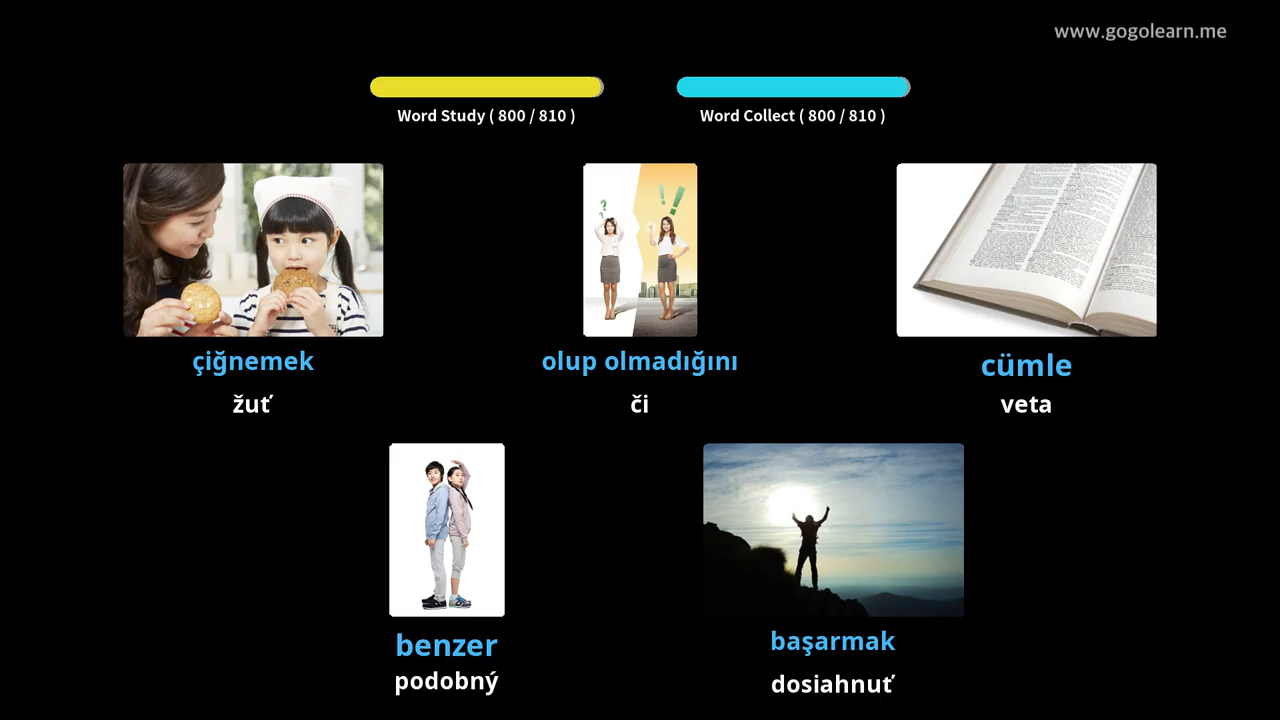 www.gogolearn.me
Word Study ( 800 / 810 )
Word Collect ( 800 / 810 )
çiğnemek
olup olmadığını
cümle
žuť
či
veta
benzer
başarmak
podobný
dosiahnuť